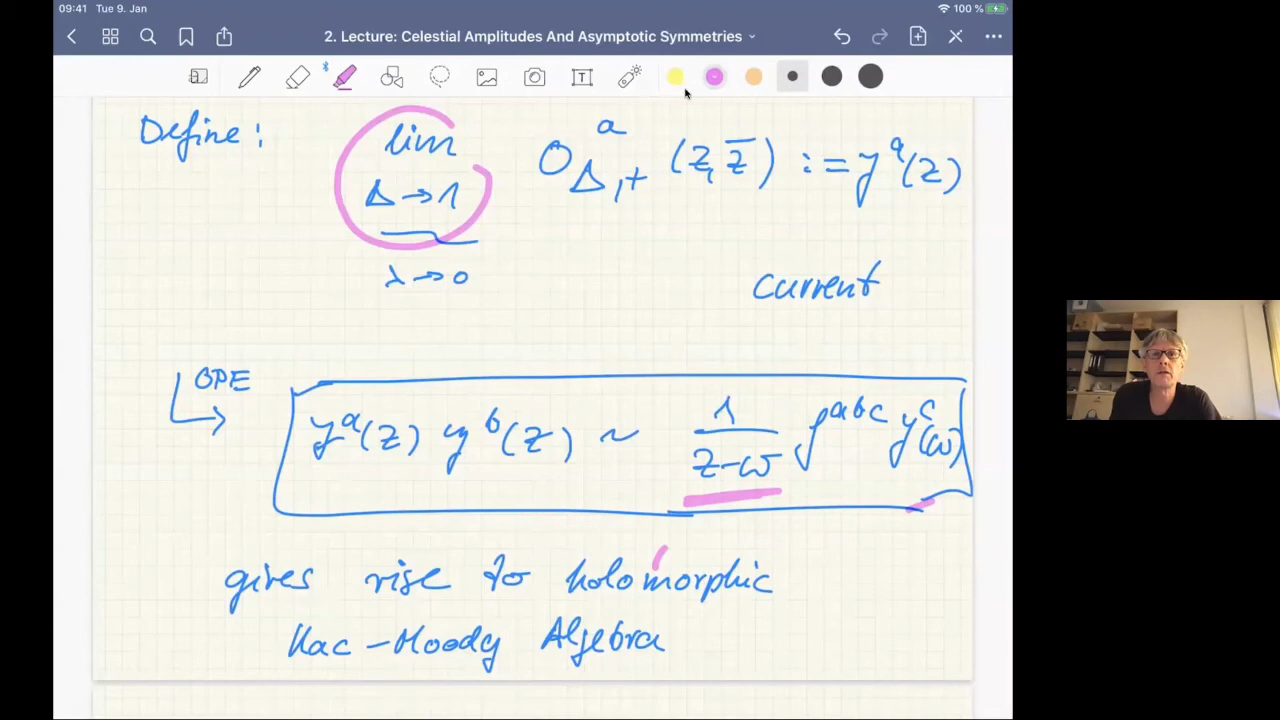 09:41 Tue 9. Jan 100 %
2. Lecture: Celestial Amplitudes And Asymptotic Symmetries
Define: lim O^a_{Δ,+} (z, z̄) := J^a(z)
Δ→1
λ→0
current
OPE
J^a(z) J^b(z) ~ 1/(z-w) f^{abc} J^c(w)
gives rise to holomorphic
Kac-Moody Algebra